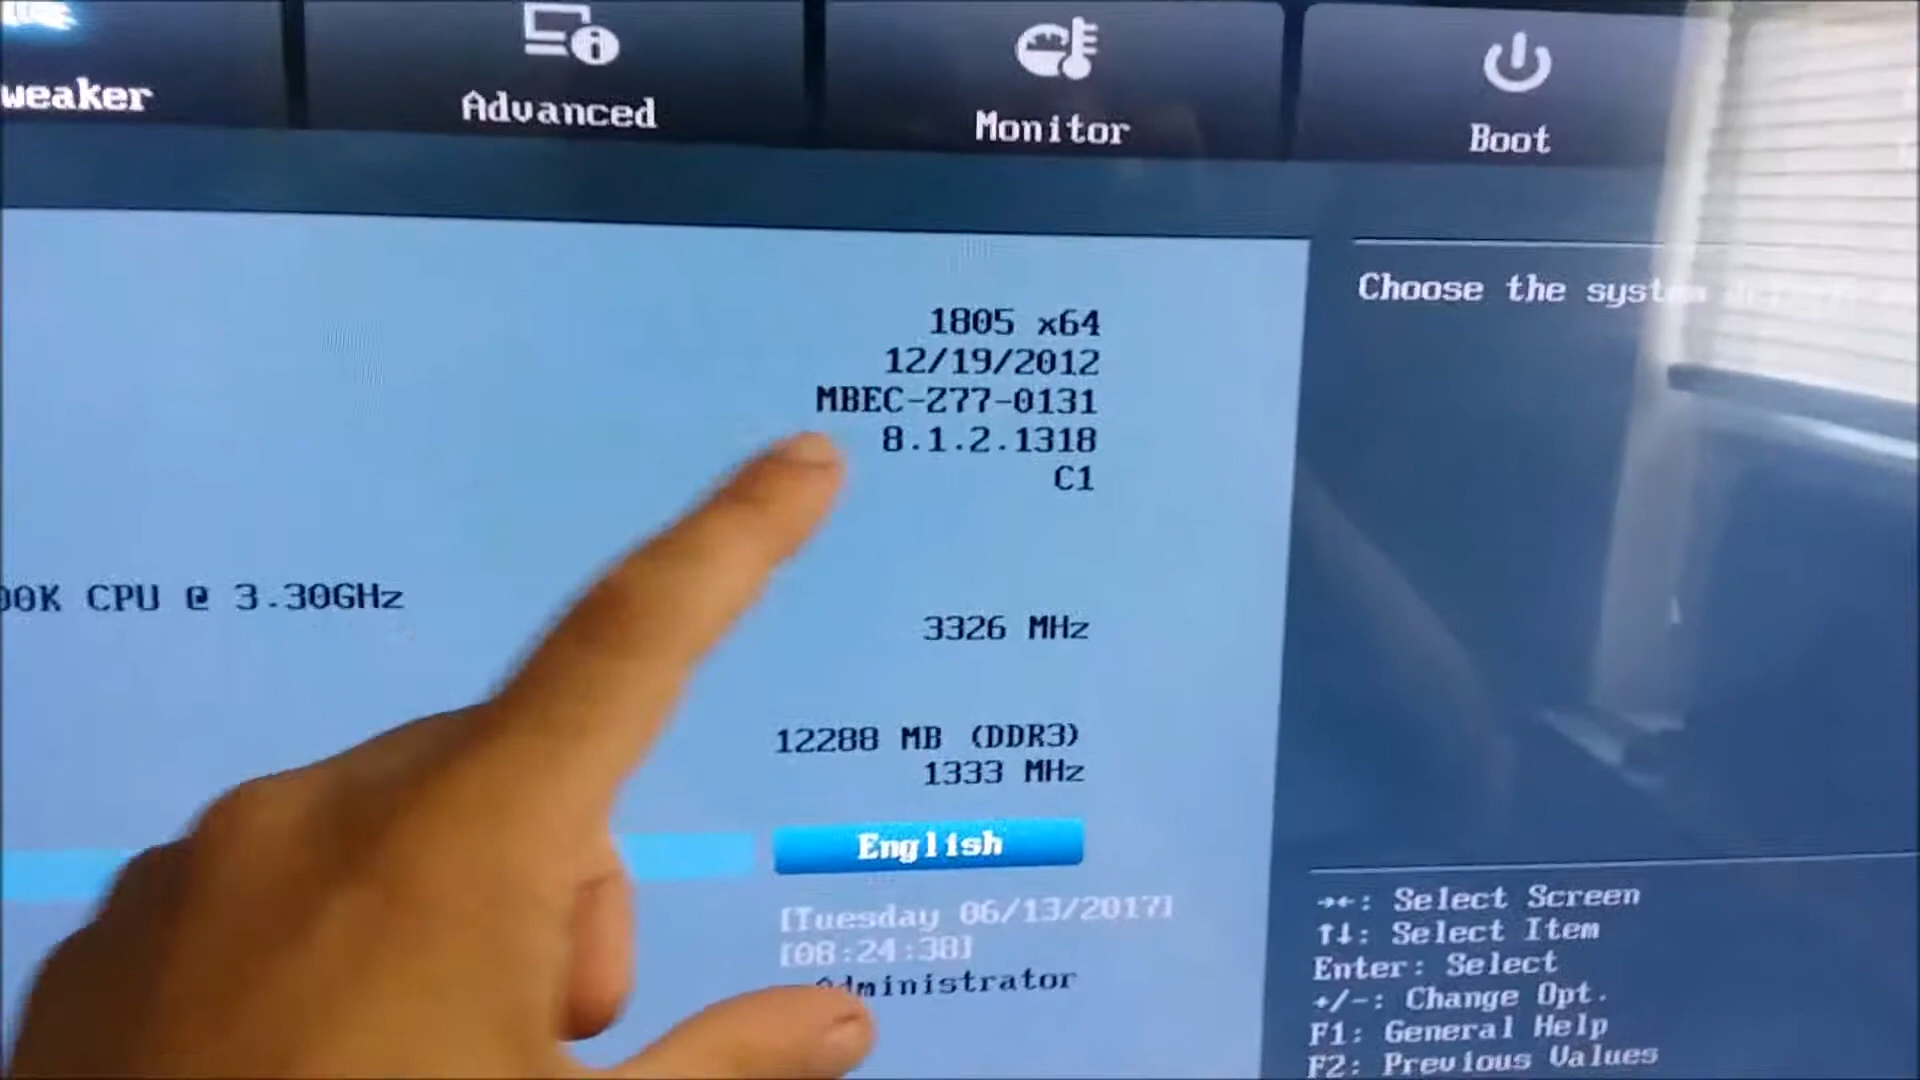 weaker
Advanced
Monitor
Boot
Choose the
1805 x64
12/19/2012
MBEC-Z77-0131
8.1.2.1318
C1
00K CPU @ 3.30GHz
3326 MHz
12288 MB (DDR3)
1333 MHz
English
[Tuesday 06/13/2017]
[08:24:38]
Administrator
→←: Select Screen
↑↓: Select Item
Enter: Select
+/-: Change Opt.
F1: General Help
F2: Previous Values